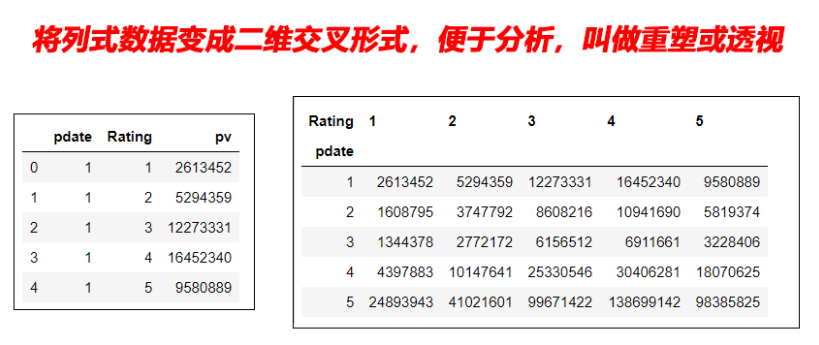 将列式数据变成二维交叉形式，便于分析，叫做重塑或透视
pdate Rating pv
0 1 1 2613452
1 1 2 5294359
2 1 3 12273331
3 1 4 16452340
4 1 5 9580889
Rating 1 2 3 4 5
pdate
1 2613452 5294359 12273331 16452340 9580889
2 1608795 3747792 8608216 10941690 5819374
3 1344378 2772172 6156512 6911661 3228406
4 4397883 10147641 25330546 30406281 18070625
5 24893943 41021601 99671422 138699142 98385825